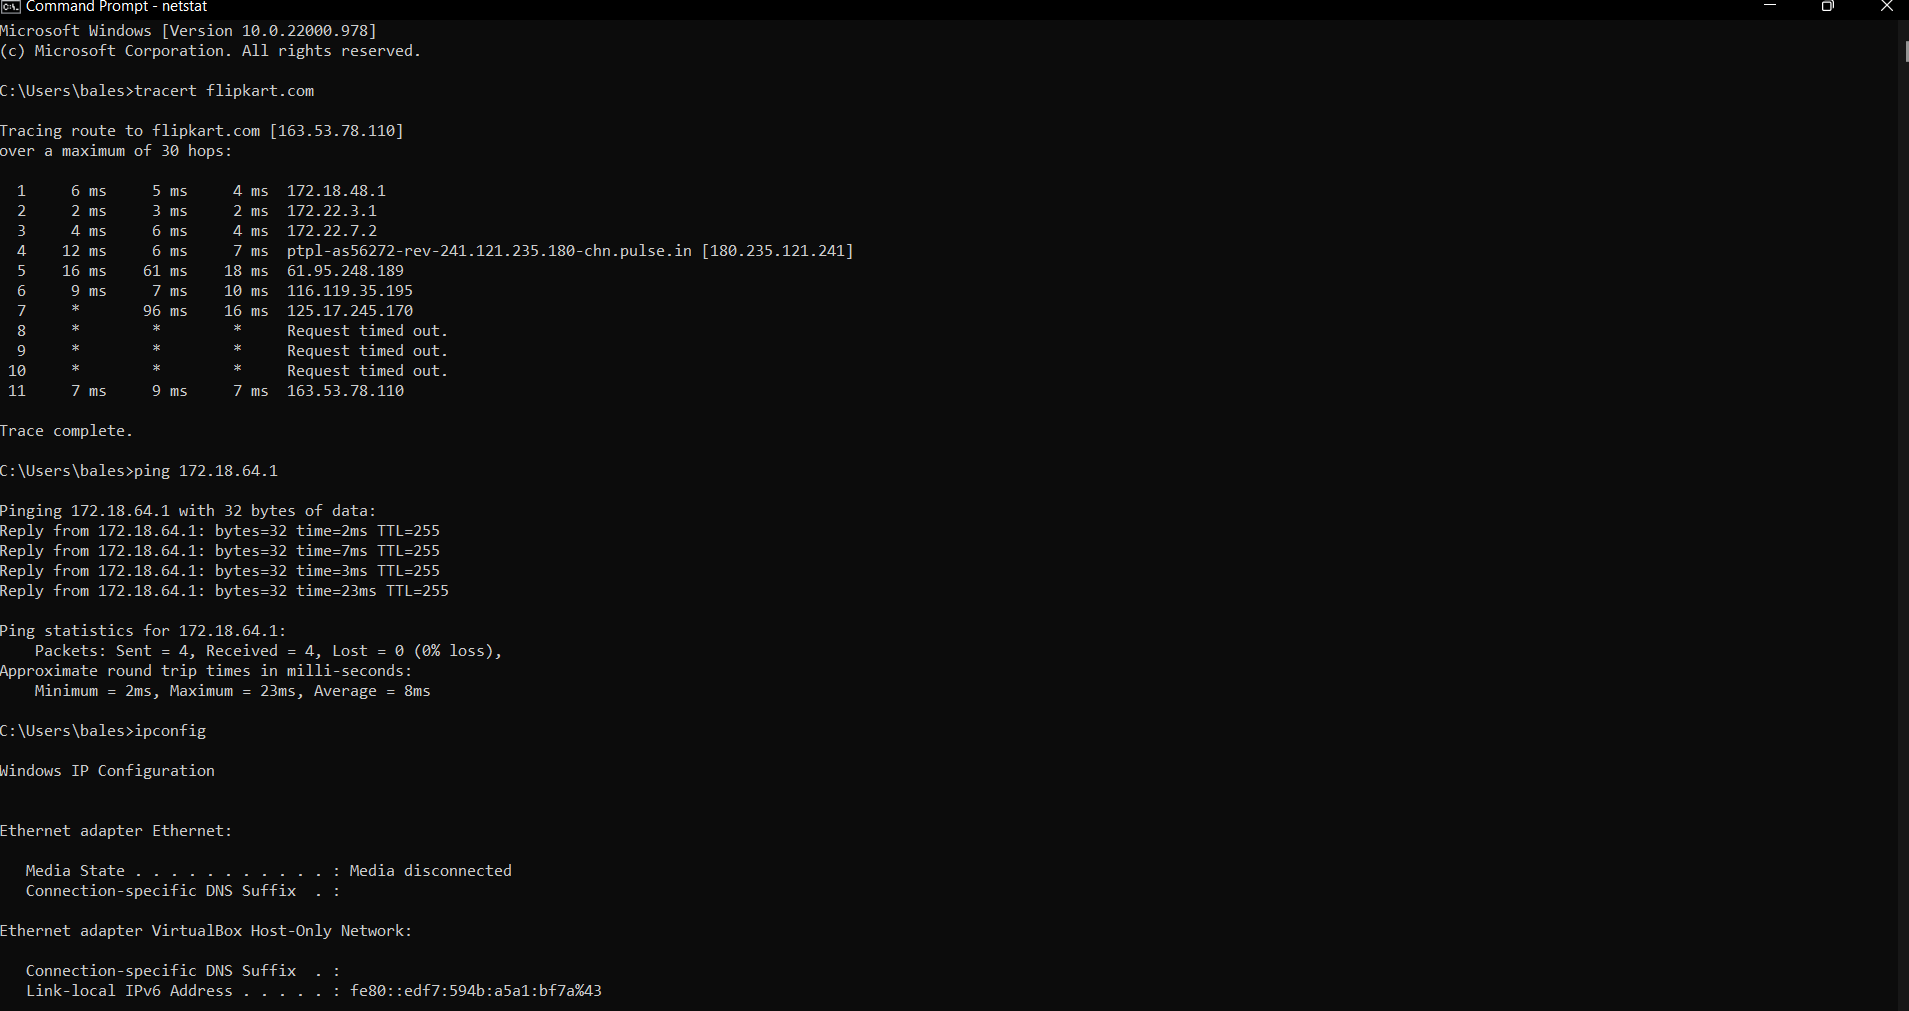 Command Prompt - netstat
Microsoft Windows [Version 10.0.22000.978]
(c) Microsoft Corporation. All rights reserved.
C:\Users\bales>tracert flipkart.com
Tracing route to flipkart.com [163.53.78.110]
over a maximum of 30 hops:
1 6 ms 5 ms 4 ms 172.18.48.1
2 2 ms 3 ms 2 ms 172.22.3.1
3 4 ms 6 ms 4 ms 172.22.7.2
4 12 ms 6 ms 7 ms ptpl-as56272-rev-241.121.235.180-chn.pulse.in [180.235.121.241]
5 16 ms 61 ms 18 ms 61.95.248.189
6 9 ms 7 ms 10 ms 116.119.35.195
7 * 96 ms 16 ms 125.17.245.170
8 * * * Request timed out.
9 * * * Request timed out.
10 * * * Request timed out.
11 7 ms 9 ms 7 ms 163.53.78.110
Trace complete.
C:\Users\bales>ping 172.18.64.1
Pinging 172.18.64.1 with 32 bytes of data:
Reply from 172.18.64.1: bytes=32 time=2ms TTL=255
Reply from 172.18.64.1: bytes=32 time=7ms TTL=255
Reply from 172.18.64.1: bytes=32 time=3ms TTL=255
Reply from 172.18.64.1: bytes=32 time=23ms TTL=255
Ping statistics for 172.18.64.1:
Packets: Sent = 4, Received = 4, Lost = 0 (0% loss),
Approximate round trip times in milli-seconds:
Minimum = 2ms, Maximum = 23ms, Average = 8ms
C:\Users\bales>ipconfig
Windows IP Configuration
Ethernet adapter Ethernet:
Media State . . . . . . . . . . . : Media disconnected
Connection-specific DNS Suffix . :
Ethernet adapter VirtualBox Host-Only Network:
Connection-specific DNS Suffix . :
Link-local IPv6 Address . . . . . : fe80::edf7:594b:a5a1:bf7a%43